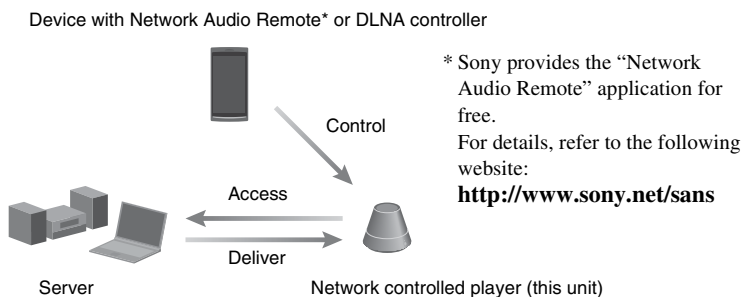 Device with Network Audio Remote* or DLNA controller
* Sony provides the “Network
Audio Remote” application for
free.
For details, refer to the following
website:
http://www.sony.net/sans
Control
Access
Deliver
Server
Network controlled player (this unit)